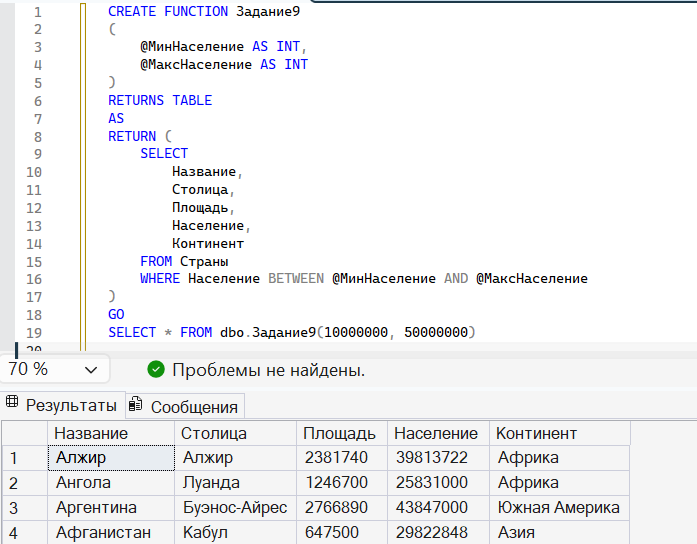 1 CREATE FUNCTION Задание9
2 (
3 @МинНаселение AS INT,
4 @МаксНаселение AS INT
5 )
6 RETURNS TABLE
7 AS
8 RETURN (
9 SELECT
10 Название,
11 Столица,
12 Площадь,
13 Население,
14 Континент
15 FROM Страны
16 WHERE Население BETWEEN @МинНаселение AND @МаксНаселение
17 )
18 GO
19 SELECT * FROM dbo.Задание9(10000000, 50000000)
20
70 % Проблемы не найдены.
Результаты Сообщения
Название Столица Площадь Население Континент
1 Алжир Алжир 2381740 39813722 Африка
2 Ангола Луанда 1246700 25831000 Африка
3 Аргентина Буэнос-Айрес 2766890 43847000 Южная Америка
4 Афганистан Кабул 647500 29822848 Азия